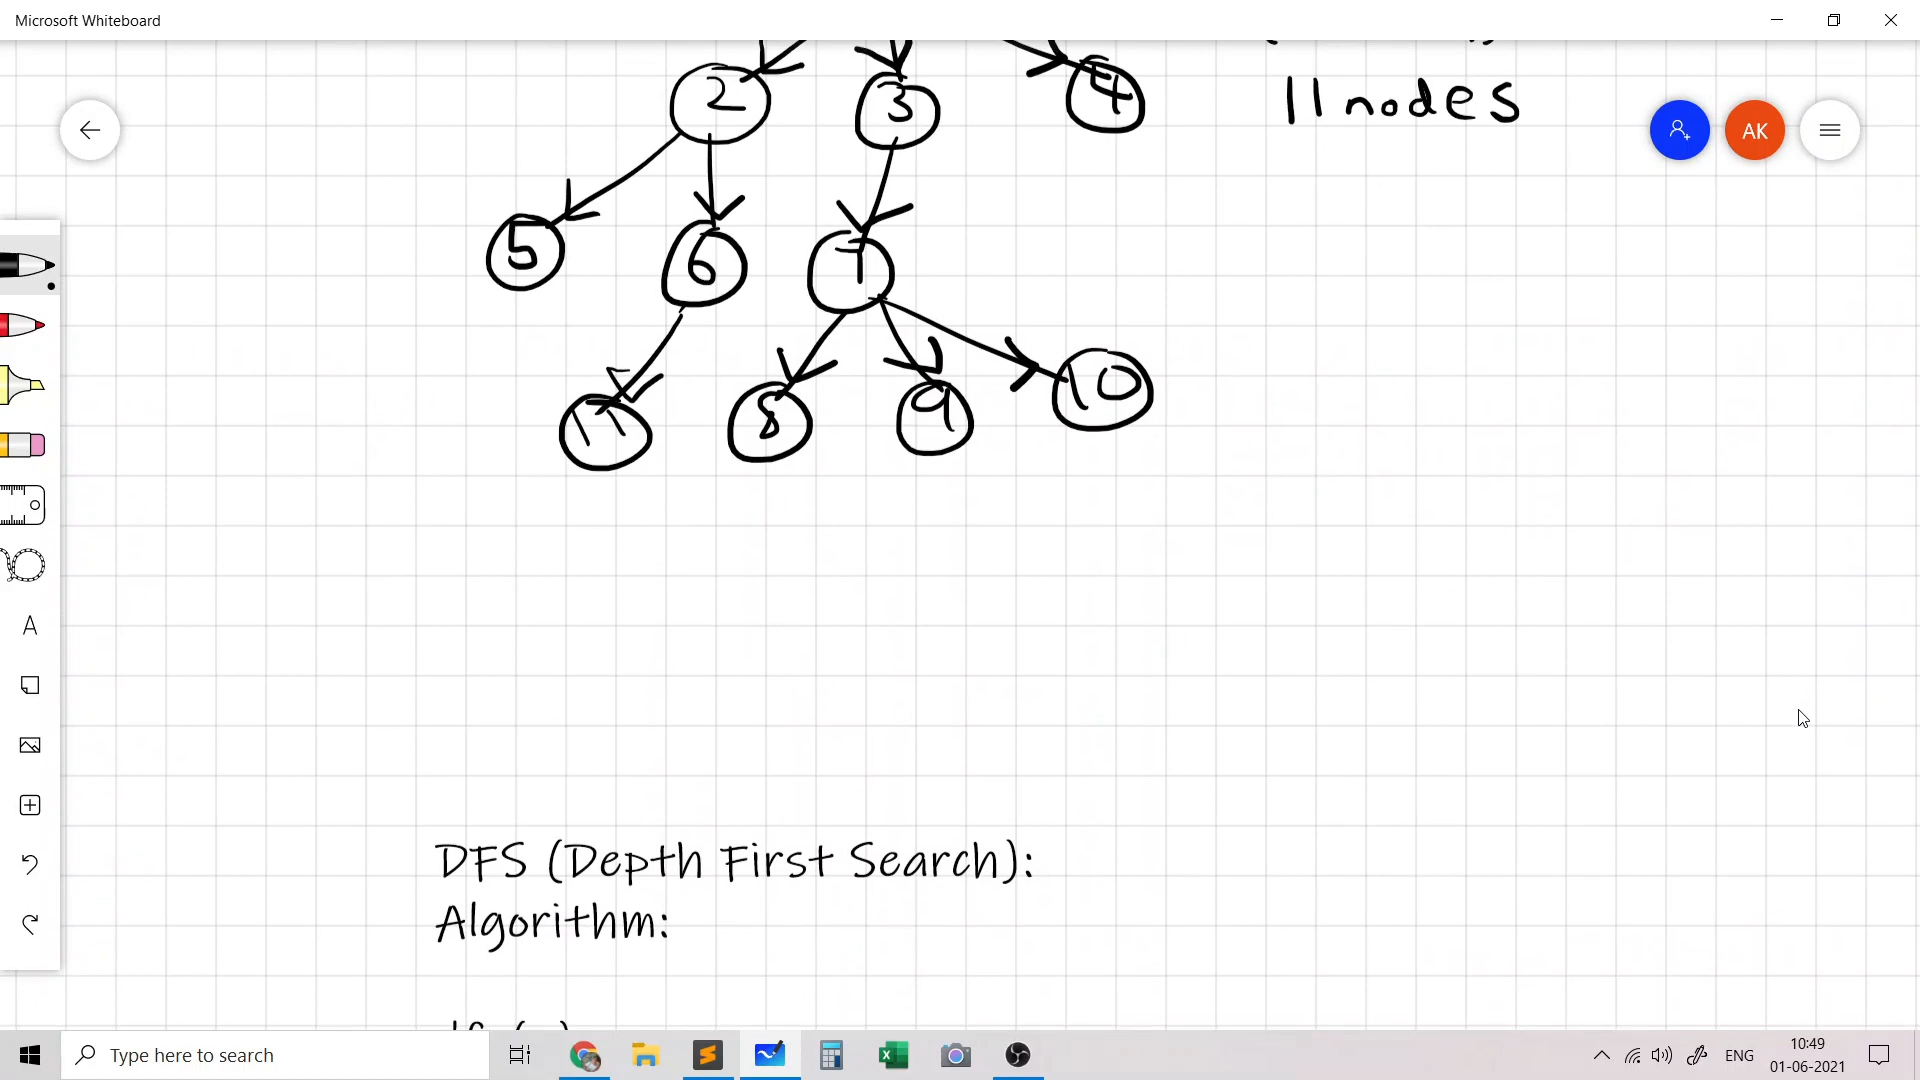 Microsoft Whiteboard
2
3
4
11 nodes
AK
5
6
7
11
8
9
10
A
DFS (Depth First Search):
Algorithm:
Type here to search
ENG
10:49
01-06-2021